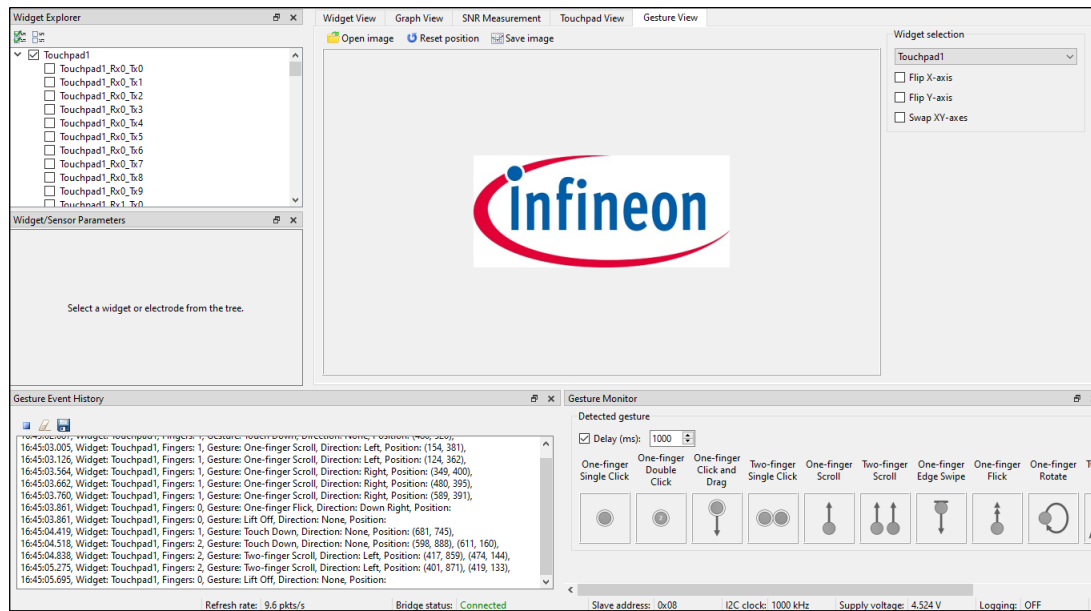 Widget Explorer
Touchpad1
Touchpad1_Rx0_Tx0
Touchpad1_Rx0_Tx1
Touchpad1_Rx0_Tx2
Touchpad1_Rx0_Tx3
Touchpad1_Rx0_Tx4
Touchpad1_Rx0_Tx5
Touchpad1_Rx0_Tx6
Touchpad1_Rx0_Tx7
Touchpad1_Rx0_Tx8
Touchpad1_Rx0_Tx9
Touchpad1_Rx1_Tx0
Widget/Sensor Parameters
Select a widget or electrode from the tree.
Widget View Graph View SNR Measurement Touchpad View Gesture View
Open image Reset position Save image
infineon
Widget selection
Touchpad1
Flip X-axis
Flip Y-axis
Swap XY-axes
Gesture Event History
Widget: Touchpad1, Fingers: 1, Gesture: Touch Down, Direction: None, Position:
16:45:03.005, Widget: Touchpad1, Fingers: 1, Gesture: One-finger Scroll, Direction: Left, Position: (154, 381),
16:45:03.126, Widget: Touchpad1, Fingers: 1, Gesture: One-finger Scroll, Direction: Left, Position: (124, 362),
16:45:03.564, Widget: Touchpad1, Fingers: 1, Gesture: One-finger Scroll, Direction: Right, Position: (349, 400),
16:45:03.662, Widget: Touchpad1, Fingers: 1, Gesture: One-finger Scroll, Direction: Right, Position: (480, 395),
16:45:03.760, Widget: Touchpad1, Fingers: 1, Gesture: One-finger Scroll, Direction: Right, Position: (589, 391),
16:45:03.861, Widget: Touchpad1, Fingers: 0, Gesture: One-finger Flick, Direction: Down Right, Position:
16:45:03.861, Widget: Touchpad1, Fingers: 0, Gesture: Lift Off, Direction: None, Position:
16:45:04.419, Widget: Touchpad1, Fingers: 1, Gesture: Touch Down, Direction: None, Position: (681, 745),
16:45:04.518, Widget: Touchpad1, Fingers: 2, Gesture: Touch Down, Direction: None, Position: (598, 888), (611, 160),
16:45:04.838, Widget: Touchpad1, Fingers: 2, Gesture: Two-finger Scroll, Direction: Left, Position: (417, 859), (474, 144),
16:45:05.275, Widget: Touchpad1, Fingers: 2, Gesture: Two-finger Scroll, Direction: Left, Position: (401, 871), (419, 133),
16:45:05.695, Widget: Touchpad1, Fingers: 0, Gesture: Lift Off, Direction: None, Position:
Gesture Monitor
Detected gesture
Delay (ms): 1000
One-finger Single Click
One-finger Double Click
One-finger Click and Drag
Two-finger Single Click
One-finger Scroll
Two-finger Scroll
One-finger Edge Swipe
One-finger Flick
One-finger Rotate
2
Refresh rate: 9.6 pkts/s Bridge status: Connected Slave address: 0x08 I2C clock: 1000 kHz Supply voltage: 4.524 V Logging: OFF